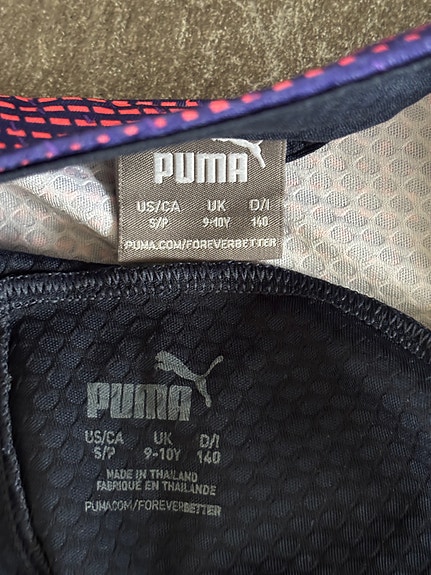 PUMA
US/CA UK D/I
S/P 9-10Y 140
PUMA.COM/FOREVERBETTER
PUMA
US/CA UK D/I
S/P 9-10Y 140
MADE IN THAILAND
FABRIQUE EN THAILANDE
PUMA.COM/FOREVERBETTER